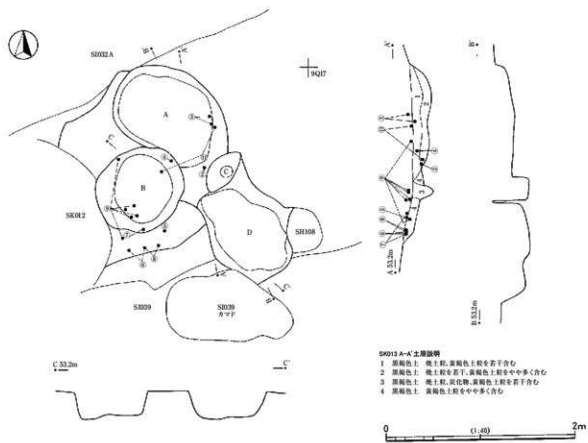 SI032A
B'
A'
9Q17
A'
B'
A
C
C
B
SK012
D
SH108
A
SI039
SI039
カマド
B
C
A 53.2m
B 53.2m
C 53.2m
C'
SK013 A-A' 土層説明
1 黒褐色土 焼土粒、黄褐色土粒を若干含む
2 黒褐色土 焼土粒を若干、黄褐色土粒をやや多く含む
3 黒褐色土 焼土粒、炭化物、黄褐色土粒を若干含む
4 黒褐色土 黄褐色土粒をやや多く含む
0
(1:40)
2m